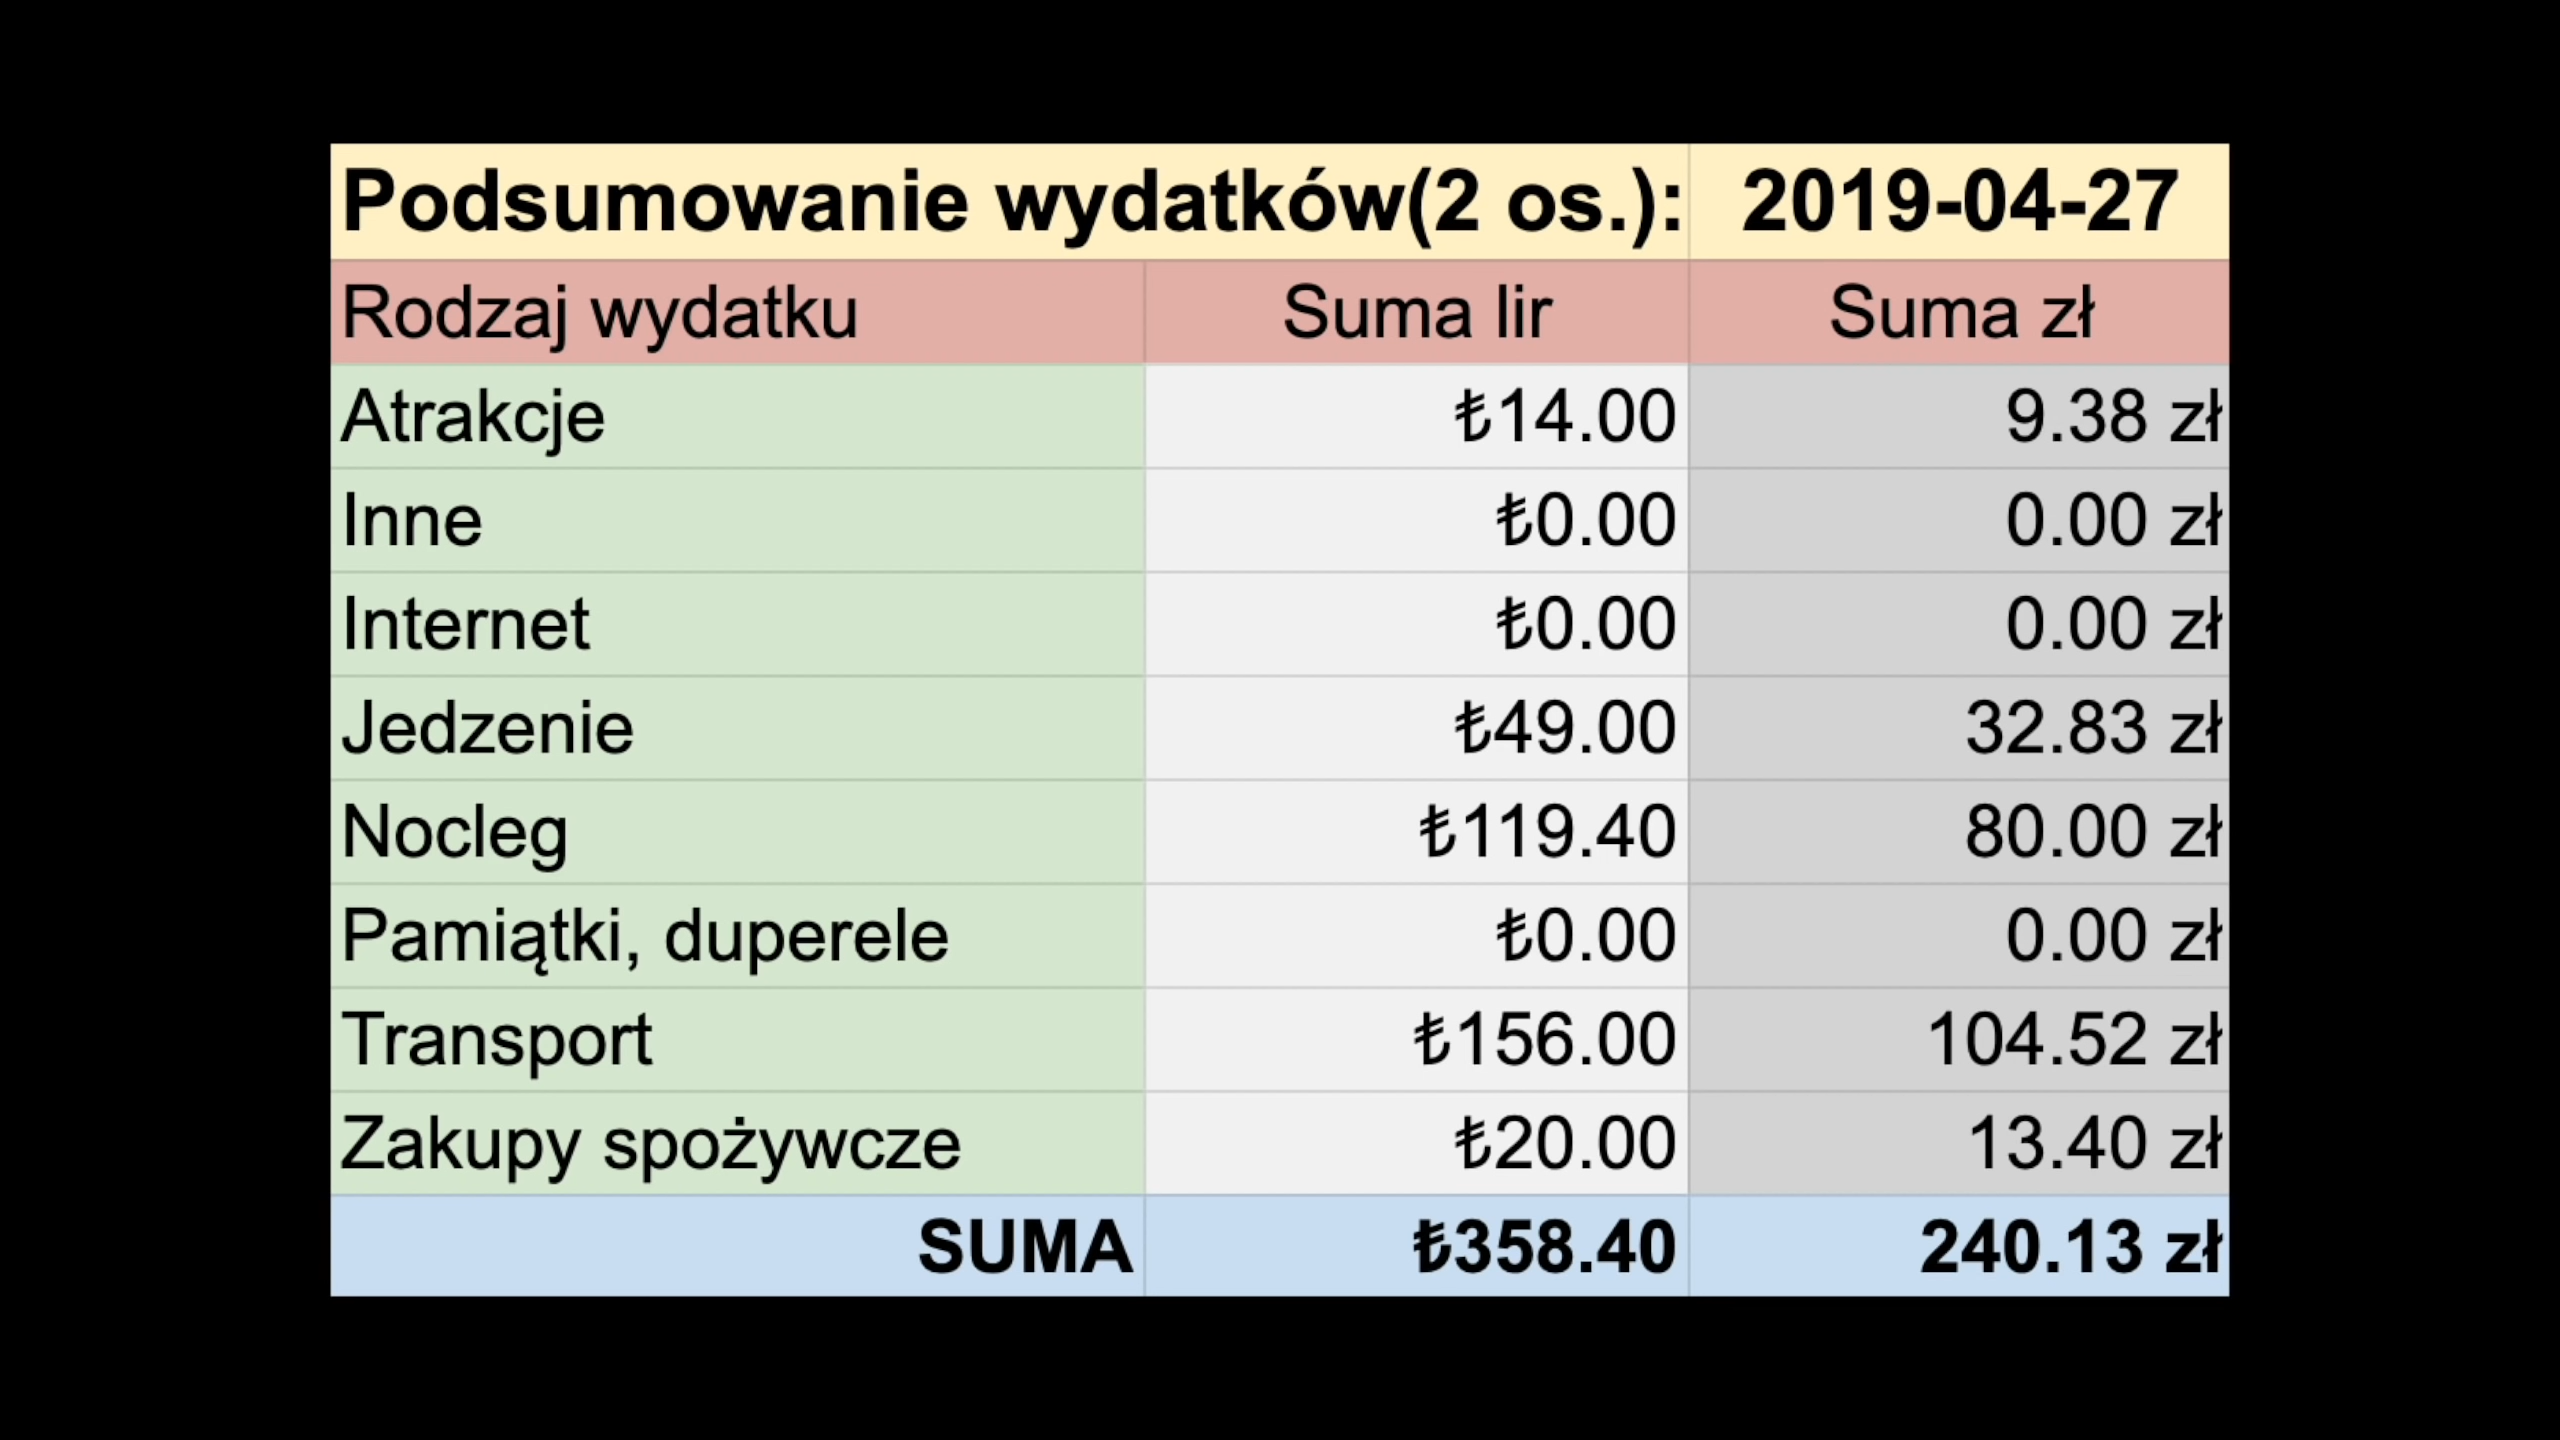 Podsumowanie wydatków(2 os.): 2019-04-27
Rodzaj wydatku Suma lir Suma zł
Atrakcje ₺14.00 9.38 zł
Inne ₺0.00 0.00 zł
Internet ₺0.00 0.00 zł
Jedzenie ₺49.00 32.83 zł
Nocleg ₺119.40 80.00 zł
Pamiątki, duperele ₺0.00 0.00 zł
Transport ₺156.00 104.52 zł
Zakupy spożywcze ₺20.00 13.40 zł
SUMA ₺358.40 240.13 zł